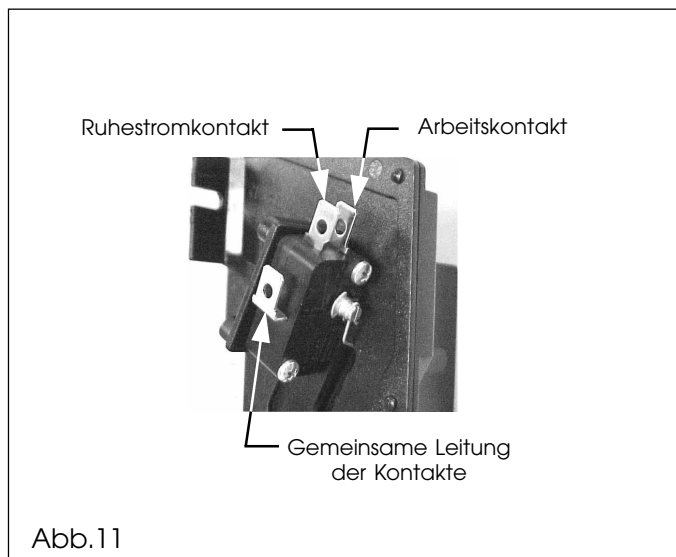 Ruhestromkontakt
Arbeitskontakt
Gemeinsame Leitung
der Kontakte
Abb.11